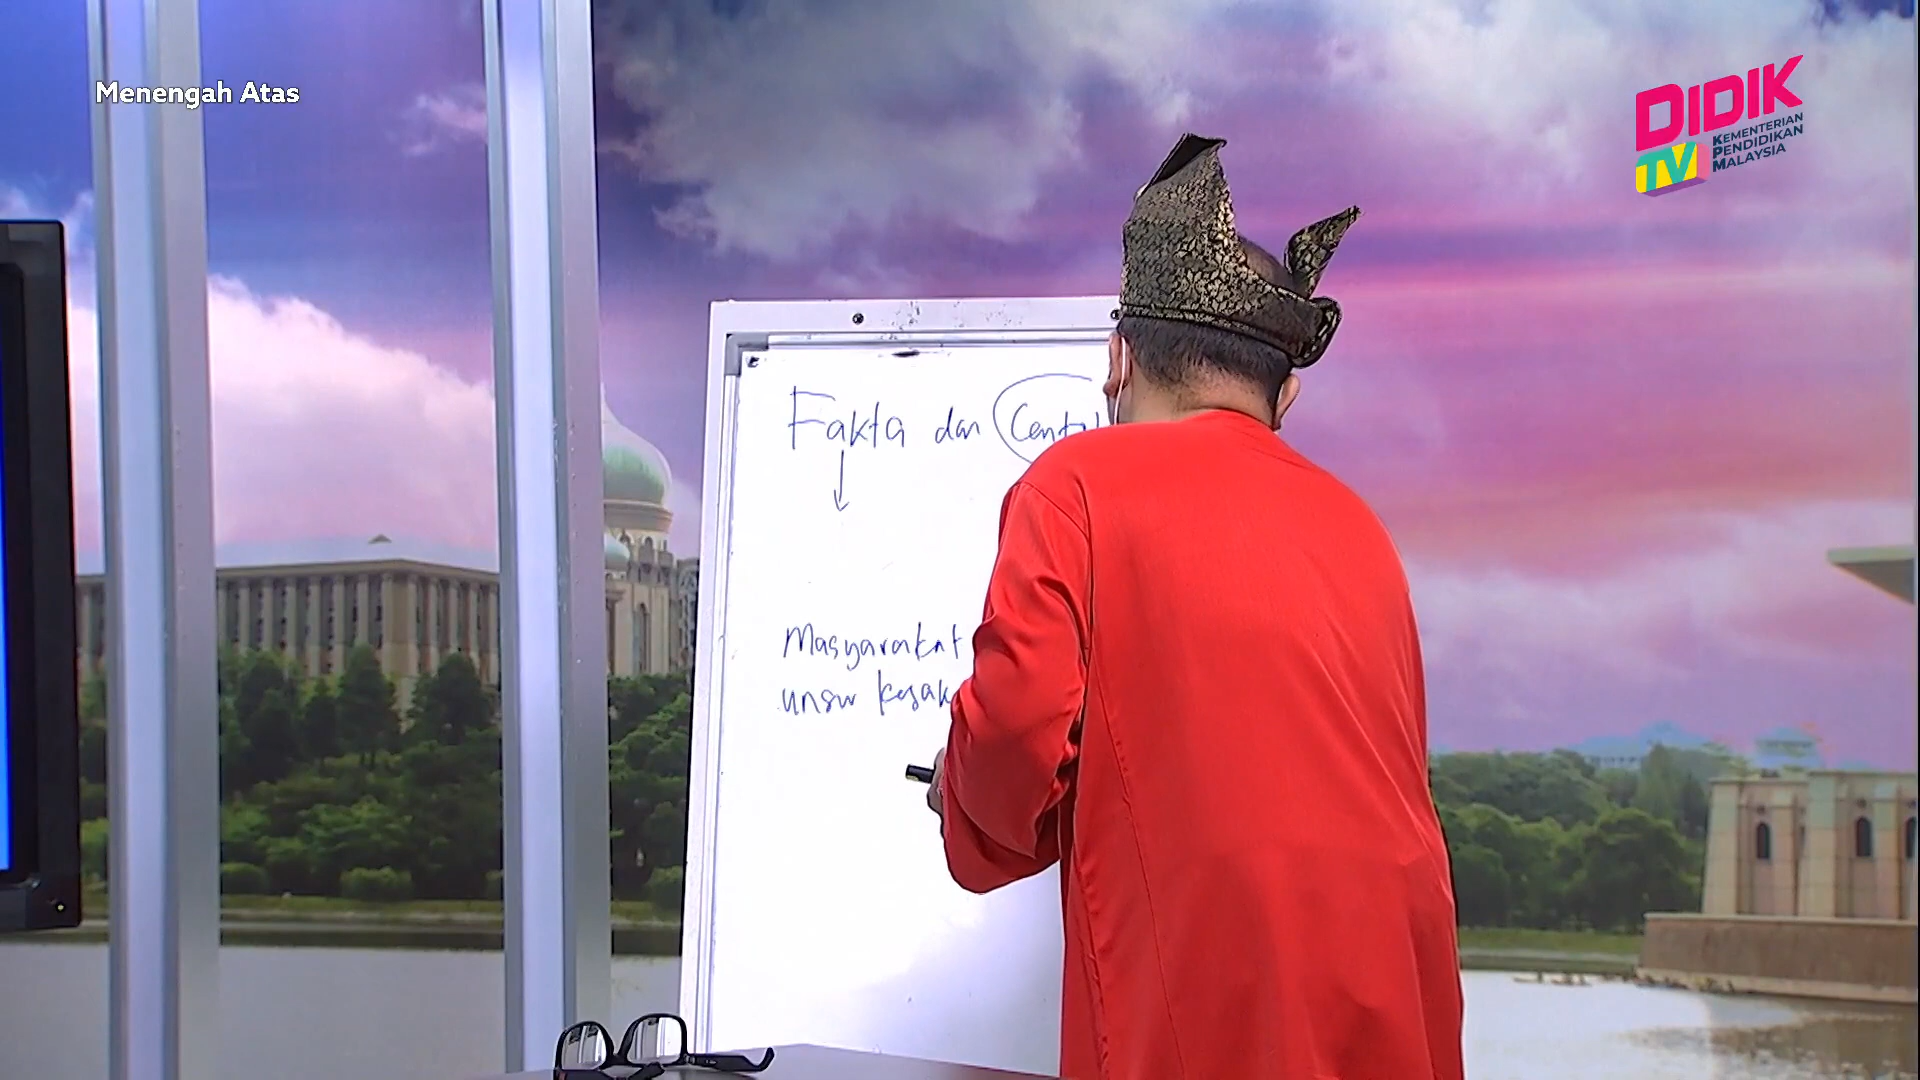 Menengah Atas
DIDIK
TV
KEMENTERIAN
PENDIDIKAN
MALAYSIA
Fakta dan
Masyarakat
unsur